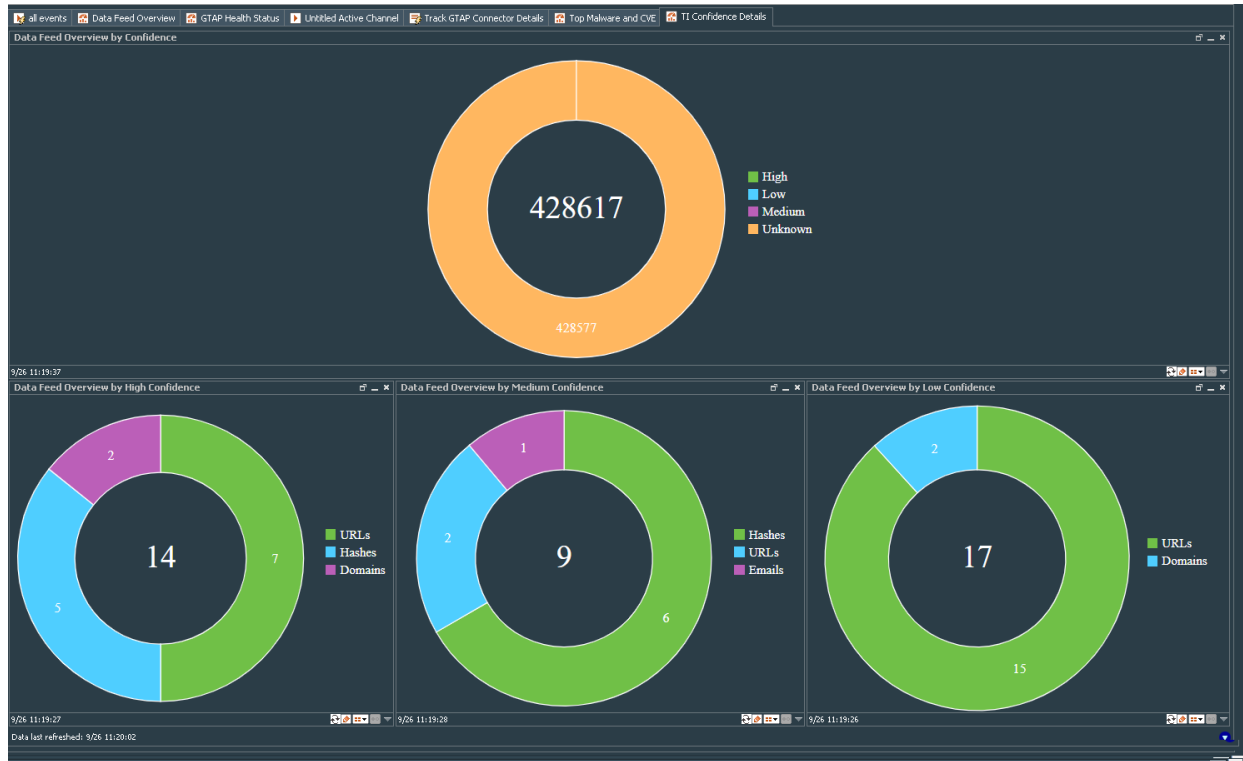 all events Data Feed Overview GTAP Health Status Untitled Active Channel Track GTAP Connector Details Top Malware and CVE TI Confidence Details
Data Feed Overview by Confidence
428617
High
Low
Medium
Unknown
428577
9/26 11:19:37
Data Feed Overview by High Confidence
2
7
5
14
URLs
Hashes
Domains
9/26 11:19:27
Data Feed Overview by Medium Confidence
1
2
6
9
Hashes
URLs
Emails
9/26 11:19:28
Data Feed Overview by Low Confidence
2
17
15
URLs
Domains
9/26 11:19:26
Data last refreshed: 9/26 11:20:02